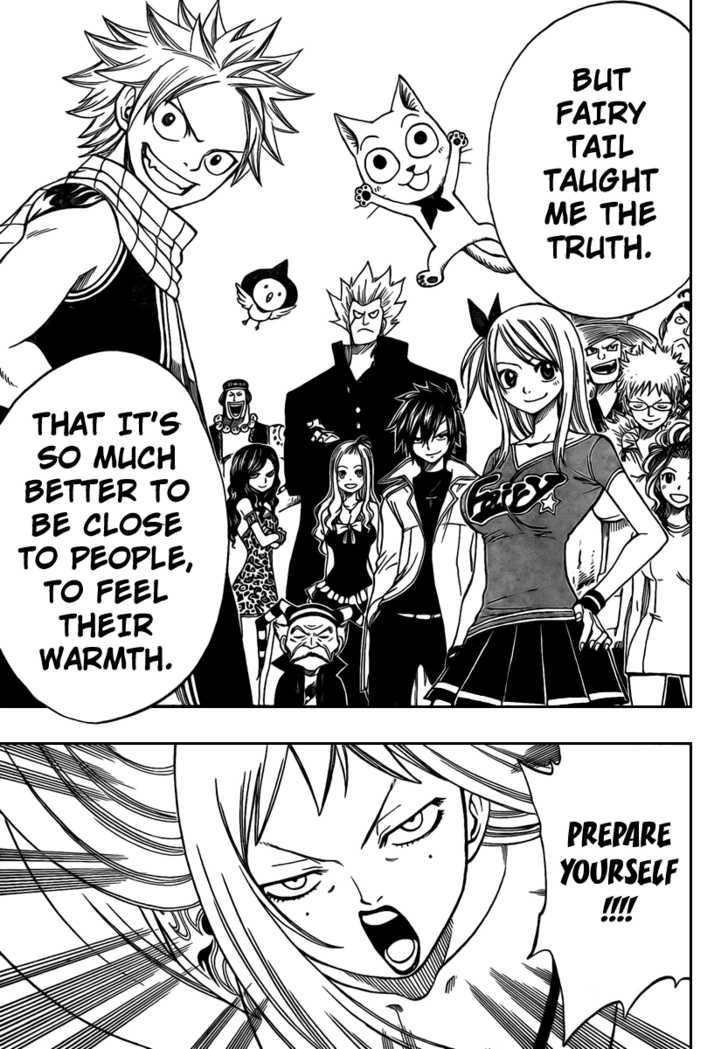 BUT
FAIRY
TAIL
TAUGHT
ME THE
TRUTH.
THAT IT'S
SO MUCH
BETTER TO
BE CLOSE
TO PEOPLE,
TO FEEL
THEIR
WARMTH.
FAIRY
PREPARE
YOURSELF
!!!!